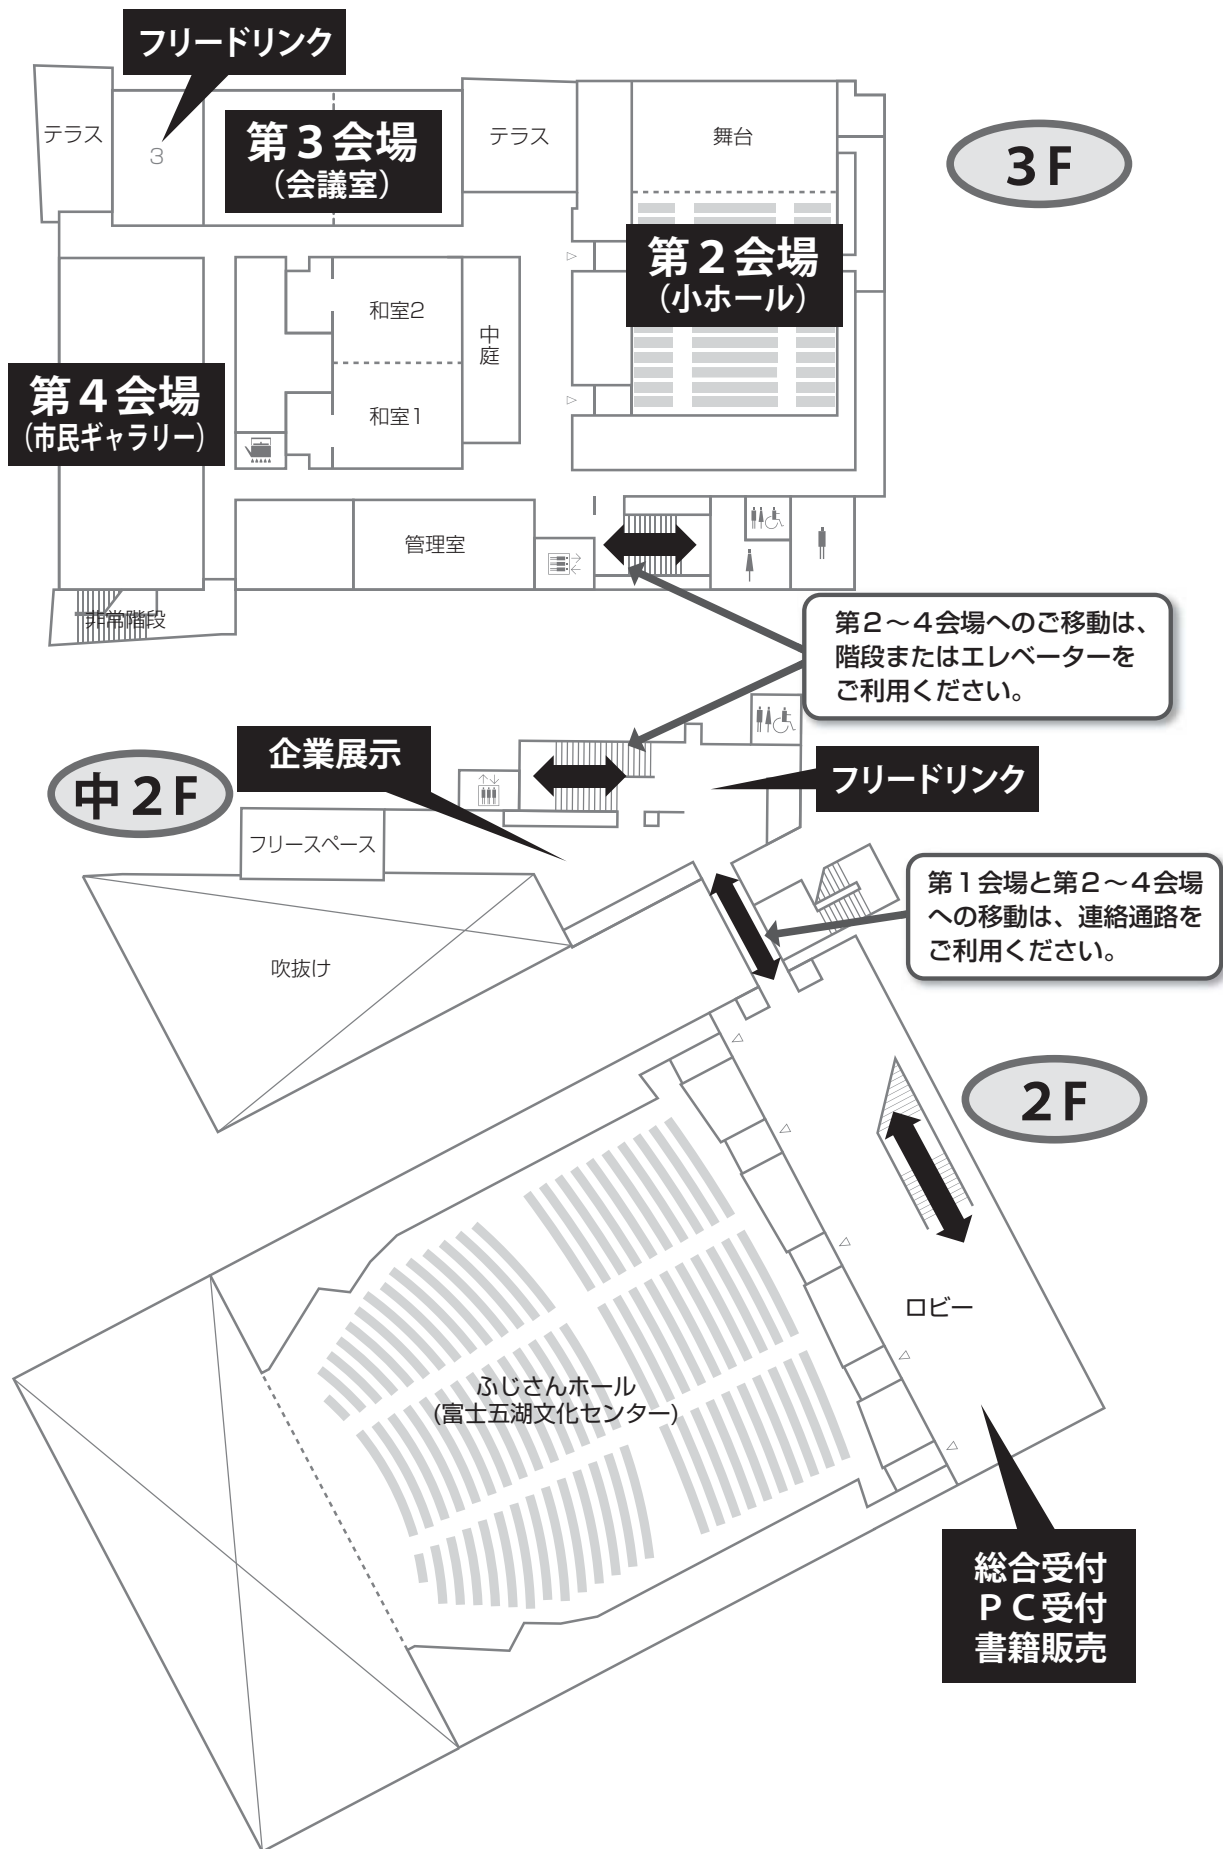 フリードリンク
テラス
3
第３会場
（会議室）
テラス
舞台
３Ｆ
第２会場
（小ホール）
和室2
中庭
和室1
第４会場
（市民ギャラリー）
管理室
非常階段
第２～４会場へのご移動は、
階段またはエレベーターを
ご利用ください。
中２Ｆ
企業展示
フリードリンク
フリースペース
第１会場と第２～４会場
への移動は、連絡通路を
ご利用ください。
吹抜け
２Ｆ
ロビー
ふじさんホール
(富士五湖文化センター)
総合受付
ＰＣ受付
書籍販売